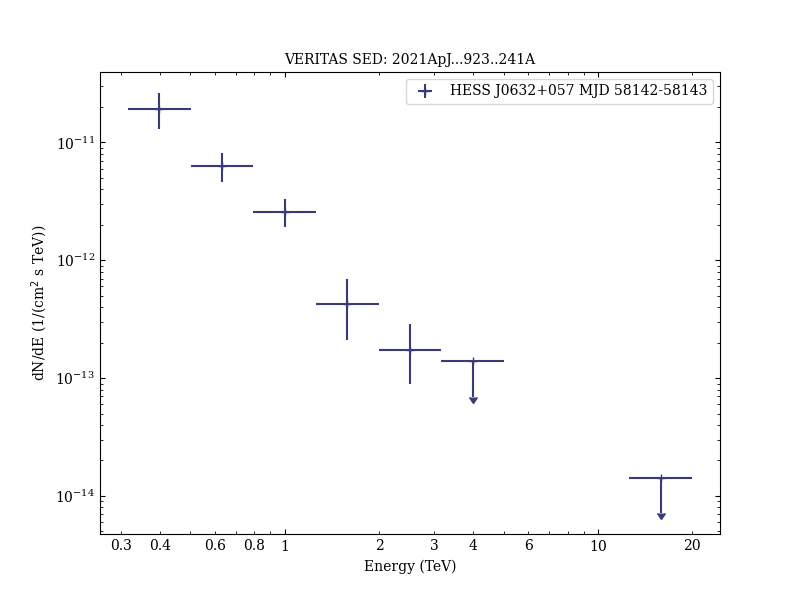 VERITAS SED: 2021ApJ...923..241A
HESS J0632+057 MJD 58142-58143
dN/dE (1/(cm² s TeV))
10⁻¹¹
10⁻¹²
10⁻¹³
10⁻¹⁴
0.3 0.4 0.6 0.8 1 2 3 4 6 10 20
Energy (TeV)